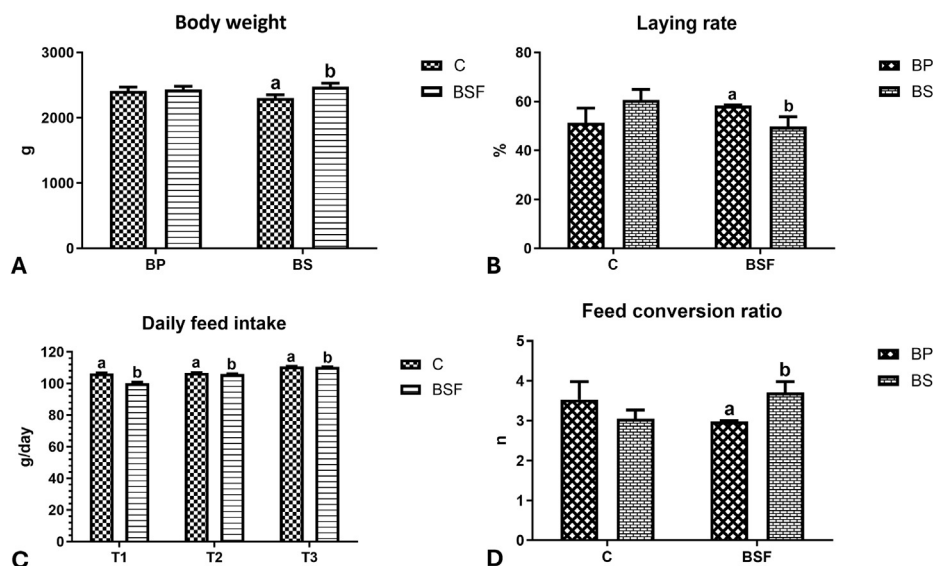 Body weight
3000
2000
1000
0
g
a
b
BP
BS
C
BSF
A
Laying rate
80
60
40
20
0
%
a
b
C
BSF
BP
BS
B
Daily feed intake
120
100
80
60
40
20
0
g/day
a
b
a
b
a
b
T1
T2
T3
C
BSF
C
Feed conversion ratio
5
4
3
2
1
0
n
a
b
C
BSF
BP
BS
D